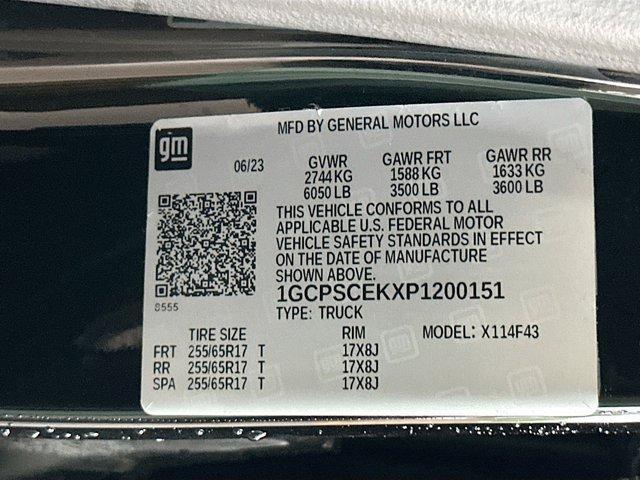 MFD BY GENERAL MOTORS LLC
gm
06/23
GVWR GAWR FRT GAWR RR
2744 KG 1588 KG 1633 KG
6050 LB 3500 LB 3600 LB
THIS VEHICLE CONFORMS TO ALL
APPLICABLE U.S. FEDERAL MOTOR
VEHICLE SAFETY STANDARDS IN EFFECT
ON THE DATE OF MANUFACTURE
SHOWN ABOVE.
8555
1GCPSCEKXP1200151
TYPE: TRUCK
TIRE SIZE RIM MODEL: X114F43
FRT 255/65R17 T 17X8J
RR 255/65R17 T 17X8J
SPA 255/65R17 T 17X8J